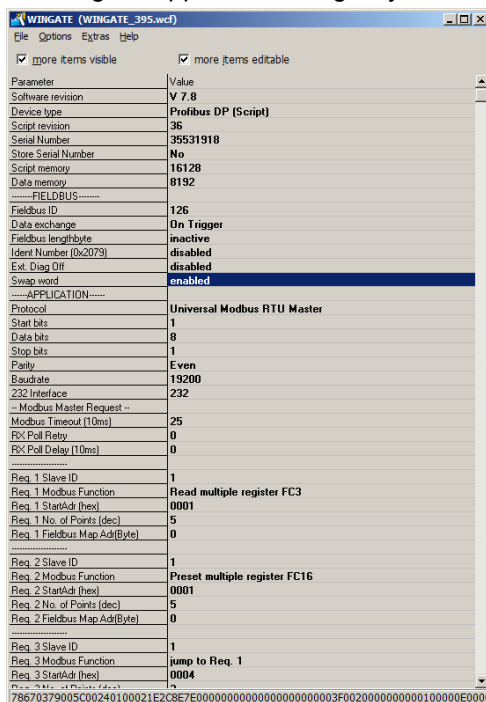 WINGATE (WINGATE_395.wcf)
File Options Extras Help
more items visible more items editable
Parameter Value
Software revision V 7.8
Device type Profibus DP (Script)
Script revision 36
Serial Number 35531918
Store Serial Number No
Script memory 16128
Data memory 8192
--------FIELDBUS--------
Fieldbus ID 126
Data exchange On Trigger
Fieldbus lengthbyte inactive
Ident Number (0x2079) disabled
Ext. Diag Off disabled
Swap word enabled
------APPLICATION------
Protocol Universal Modbus RTU Master
Start bits 1
Data bits 8
Stop bits 1
Parity Even
Baudrate 19200
232 Interface 232
-- Modbus Master Request --
Modbus Timeout (10ms) 25
RX Poll Retry 0
RX Poll Delay (10ms) 0
---------------------
Req. 1 Slave ID 1
Req. 1 Modbus Function Read multiple register FC3
Req. 1 StartAdr (hex) 0001
Req. 1 No. of Points (dec) 5
Req. 1 Fieldbus Map Adr(Byte) 0
---------------------
Req. 2 Slave ID 1
Req. 2 Modbus Function Preset multiple register FC16
Req. 2 StartAdr (hex) 0001
Req. 2 No. of Points (dec) 5
Req. 2 Fieldbus Map Adr(Byte) 0
---------------------
Req. 3 Slave ID 1
Req. 3 Modbus Function jump to Req. 1
Req. 3 StartAdr (hex) 0004